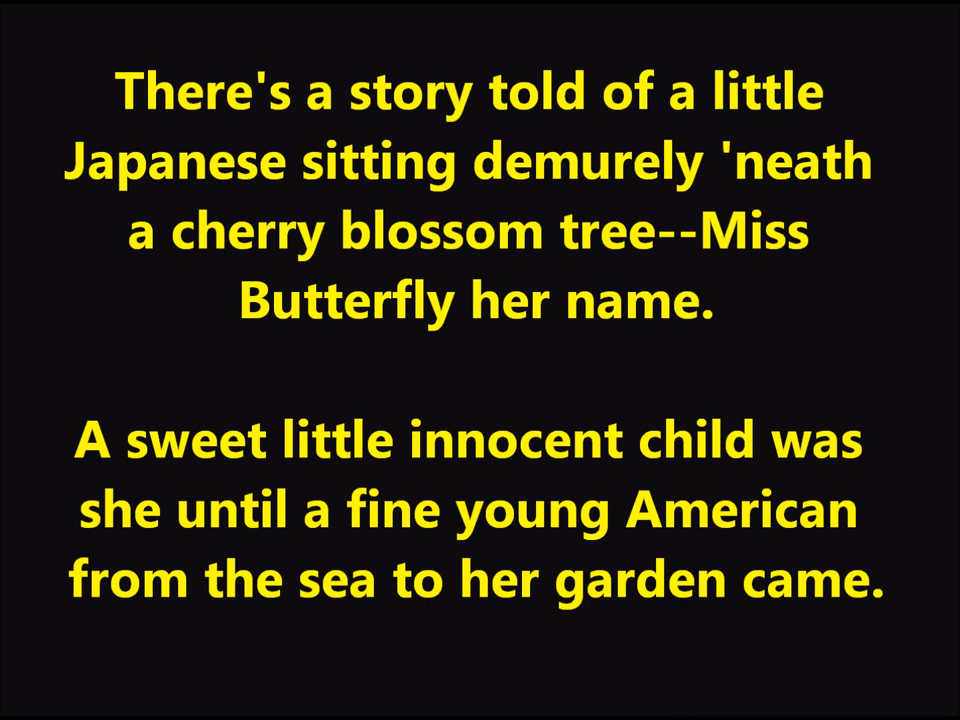 There's a story told of a little
Japanese sitting demurely 'neath
a cherry blossom tree--Miss
Butterfly her name.
A sweet little innocent child was
she until a fine young American
from the sea to her garden came.